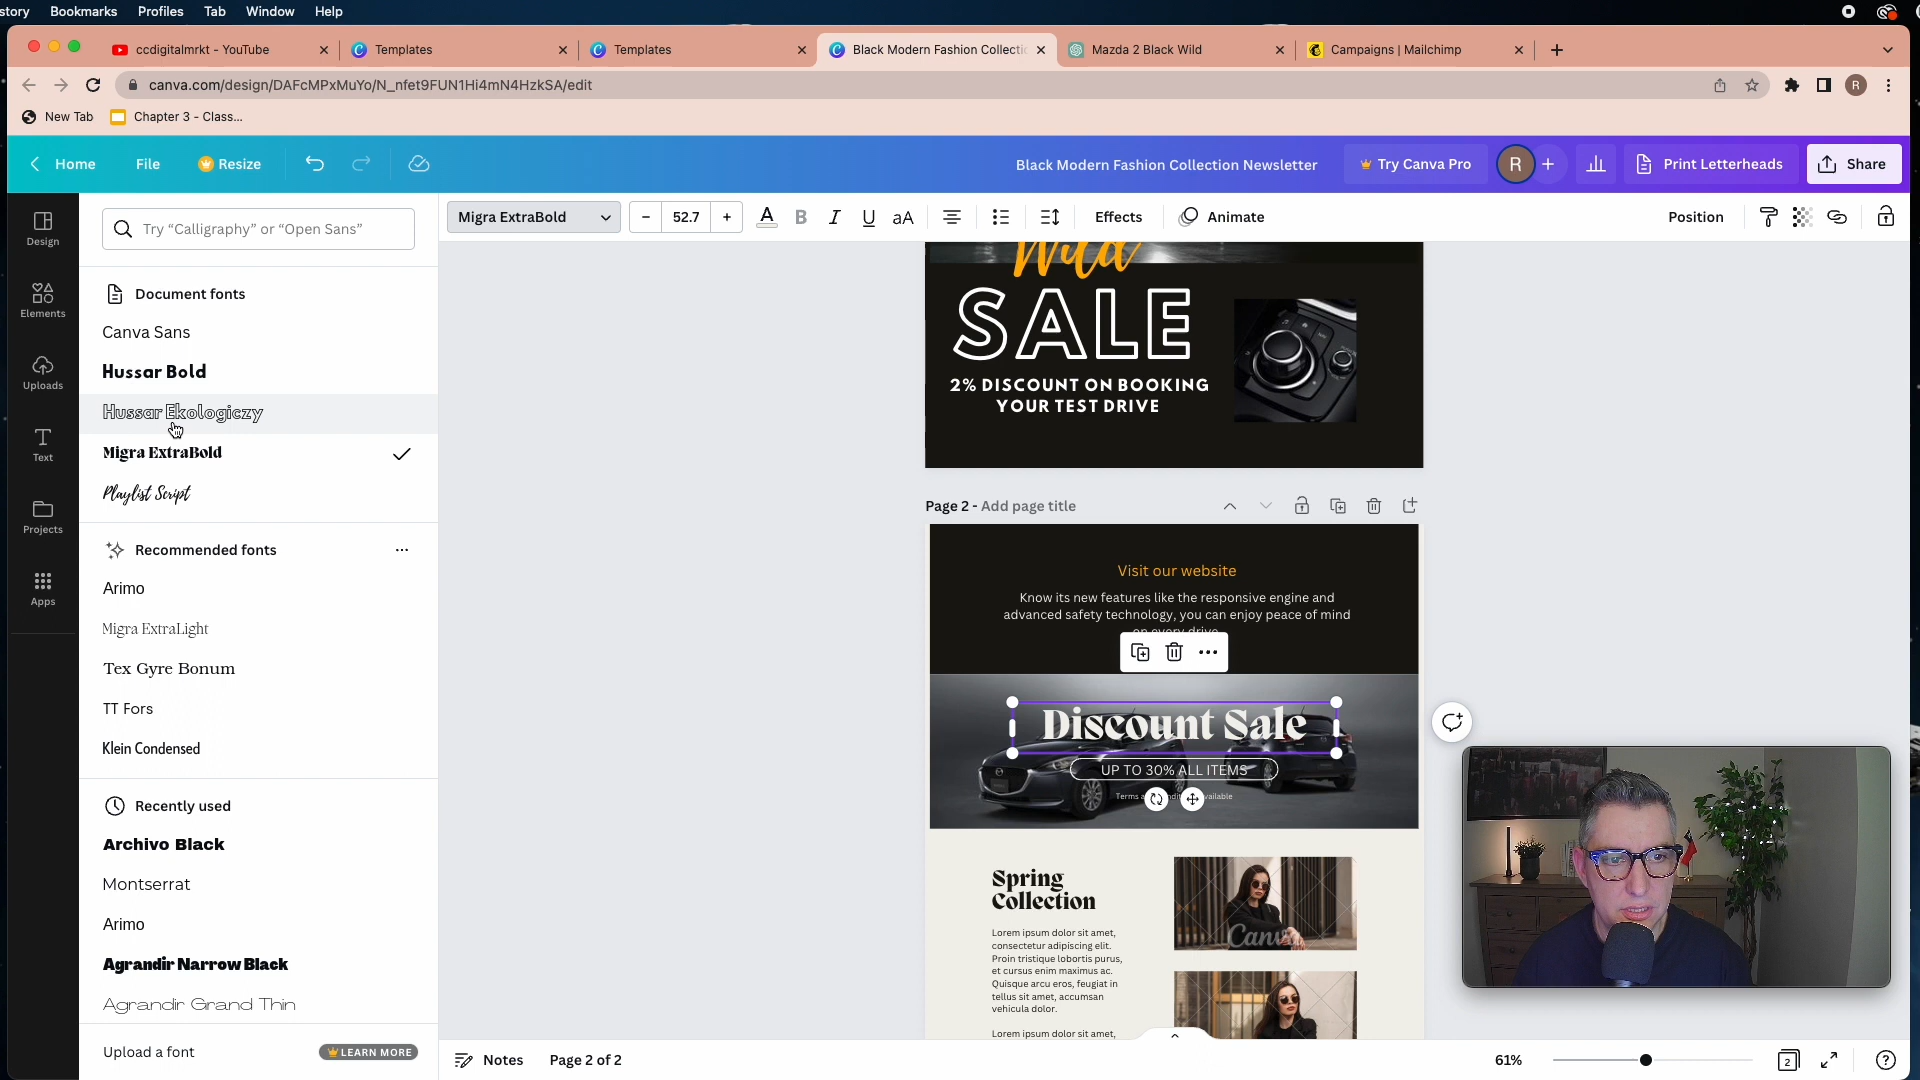 story Bookmarks Profiles Tab Window Help
ccdigitalmrkt - YouTube
Templates
Templates
Black Modern Fashion Collectic
Mazda 2 Black Wild
Campaigns | Mailchimp
canva.com/design/DAFcMPxMuYo/N_nfet9FUN1Hi4mN4HzkSA/edit
R
New Tab
Chapter 3 - Class...
Home
File
Resize
Black Modern Fashion Collection Newsletter
Try Canva Pro
R
Print Letterheads
Share
Migra ExtraBold
- 52.7 +
A B I U aA
Effects
Animate
Position
Design
Elements
Uploads
Text
Projects
Apps
Try “Calligraphy” or “Open Sans”
Document fonts
Canva Sans
Hussar Bold
Hussar Ekologiczy
Migra ExtraBold
Playlist Script
Recommended fonts
Arimo
Migra ExtraLight
Tex Gyre Bonum
TT Fors
Klein Condensed
Recently used
Archivo Black
Montserrat
Arimo
Agrandir Narrow Black
Agrandir Grand Thin
Upload a font
LEARN MORE
Wild
SALE
2% DISCOUNT ON BOOKING
YOUR TEST DRIVE
Page 2 - Add page title
Visit our website
Know its new features like the responsive engine and
advanced safety technology, you can enjoy peace of mind
on every drive
Discount Sale
UP TO 30% ALL ITEMS
Terms
Spring
Collection
Lorem ipsum dolor sit amet,
consectetur adipiscing elit.
Proin tristique lobortis purus,
et cursus enim maximus ac.
Quisque arcu eros, feugiat in
tellus sit amet, accumsan
vehicula dolor.
Lorem ipsum dolor sit amet,
Notes
Page 2 of 2
61%
2